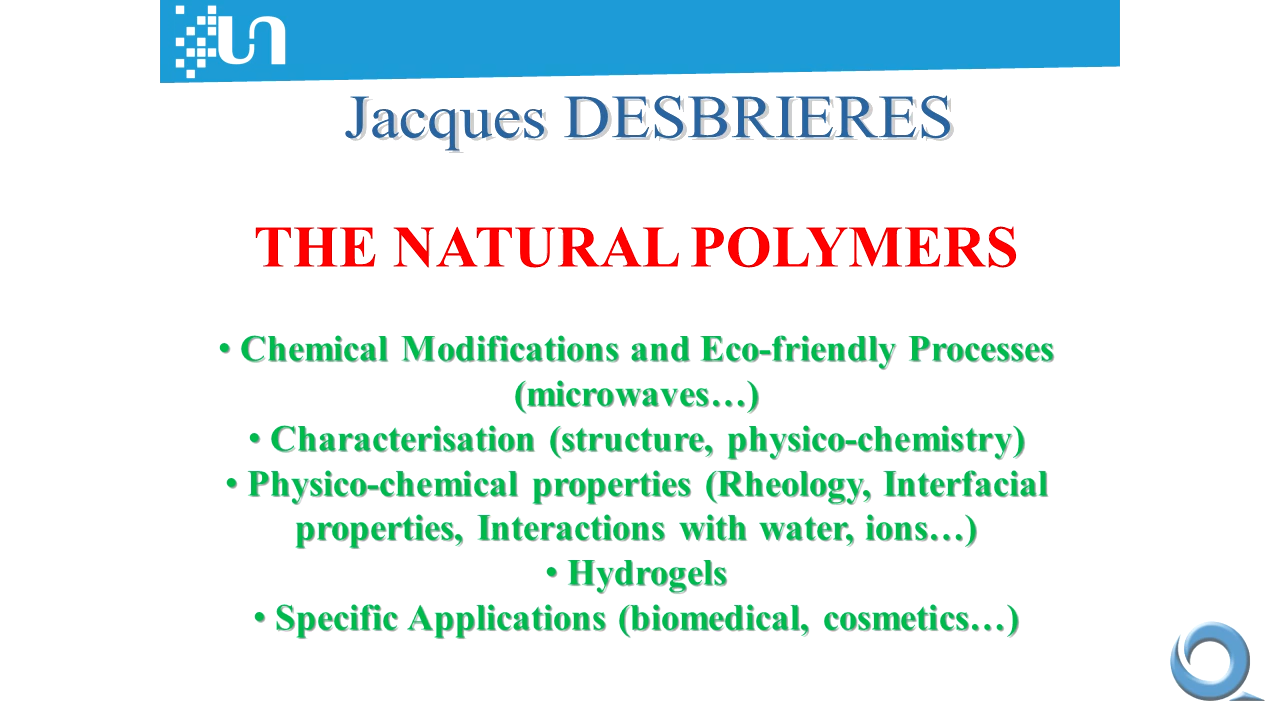 Jacques DESBRIERES
THE NATURAL POLYMERS
• Chemical Modifications and Eco-friendly Processes
(microwaves…)
• Characterisation (structure, physico-chemistry)
• Physico-chemical properties (Rheology, Interfacial
properties, Interactions with water, ions…)
• Hydrogels
• Specific Applications (biomedical, cosmetics…)